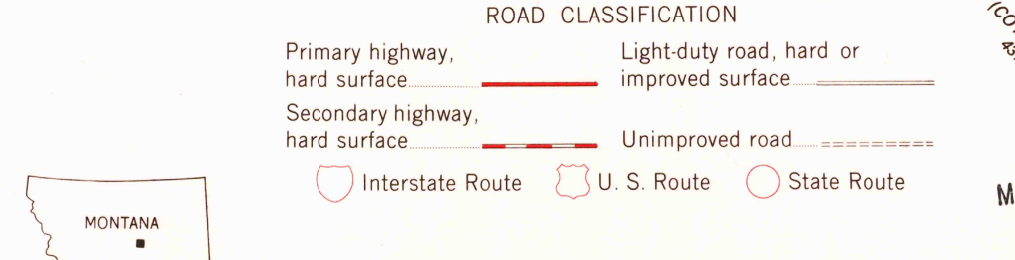 ROAD CLASSIFICATION
Primary highway,
hard surface
Light-duty road, hard or
improved surface
Secondary highway,
hard surface
Unimproved road
Interstate Route
U. S. Route
State Route
MONTANA